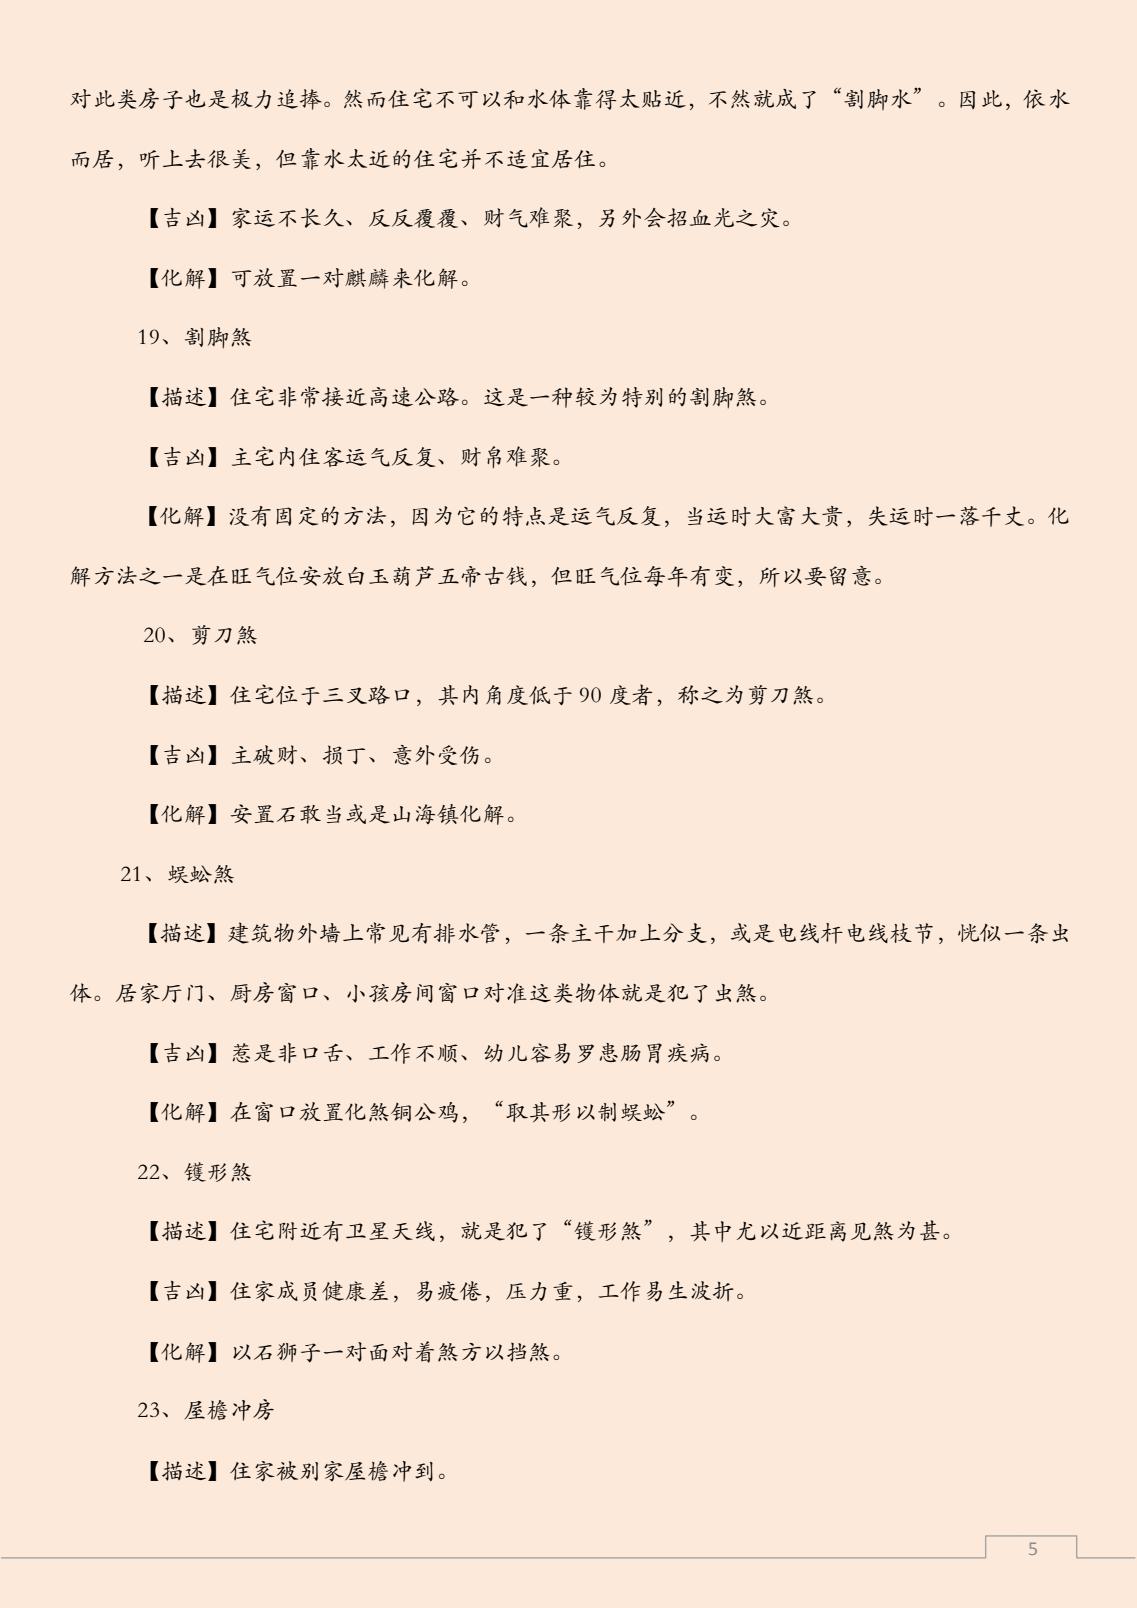 对此类房子也是极力追捧。然而住宅不可以和水体靠得太贴近，不然就成了“割脚水”。因此，依水
而居，听上去很美，但靠水太近的住宅并不适宜居住。
【吉凶】家运不长久、反反覆覆、财气难聚，另外会招血光之灾。
【化解】可放置一对麒麟来化解。
19、割脚煞
【描述】住宅非常接近高速公路。这是一种较为特别的割脚煞。
【吉凶】主宅内住客运气反复、财帛难聚。
【化解】没有固定的方法，因为它的特点是运气反复，当运时大富大贵，失运时一落千丈。化
解方法之一是在旺气位安放白玉葫芦五帝古钱，但旺气位每年有变，所以要留意。
20、剪刀煞
【描述】住宅位于三叉路口，其内角度低于 90 度者，称之为剪刀煞。
【吉凶】主破财、损丁、意外受伤。
【化解】安置石敢当或是山海镇化解。
21、蜈蚣煞
【描述】建筑物外墙上常见有排水管，一条主干加上分支，或是电线杆电线枝节，恍似一条虫
体。居家厅门、厨房窗口、小孩房间窗口对准这类物体就是犯了虫煞。
【吉凶】惹是非口舌、工作不顺、幼儿容易罗患肠胃疾病。
【化解】在窗口放置化煞铜公鸡，“取其形以制蜈蚣”。
22、镬形煞
【描述】住宅附近有卫星天线，就是犯了“镬形煞”，其中尤以近距离见煞为甚。
【吉凶】住家成员健康差，易疲倦，压力重，工作易生波折。
【化解】以石狮子一对面对着煞方以挡煞。
23、屋檐冲房
【描述】住家被别家屋檐冲到。
5